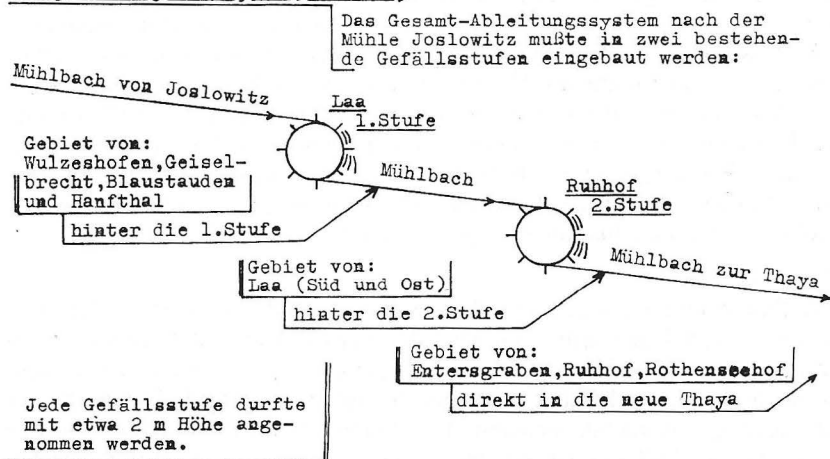 Das Gesamt-Ableitungssystem nach der
Mühle Joslowitz mußte in zwei bestehen-
de Gefällsstufen eingebaut werden:
Mühlbach von Joslowitz
Laa
1.Stufe
Gebiet von:
Wulzeshofen,Geisel-
brecht,Blaustauden
und Hanfthal
hinter die 1.Stufe
Mühlbach
Ruhhof
2.Stufe
Gebiet von:
Laa (Süd und Ost)
hinter die 2.Stufe
Mühlbach zur Thaya
Gebiet von:
Entersgraben,Ruhhof,Rothenseehof
direkt in die neue Thaya
Jede Gefällsstufe durfte
mit etwa 2 m Höhe ange-
nommen werden.